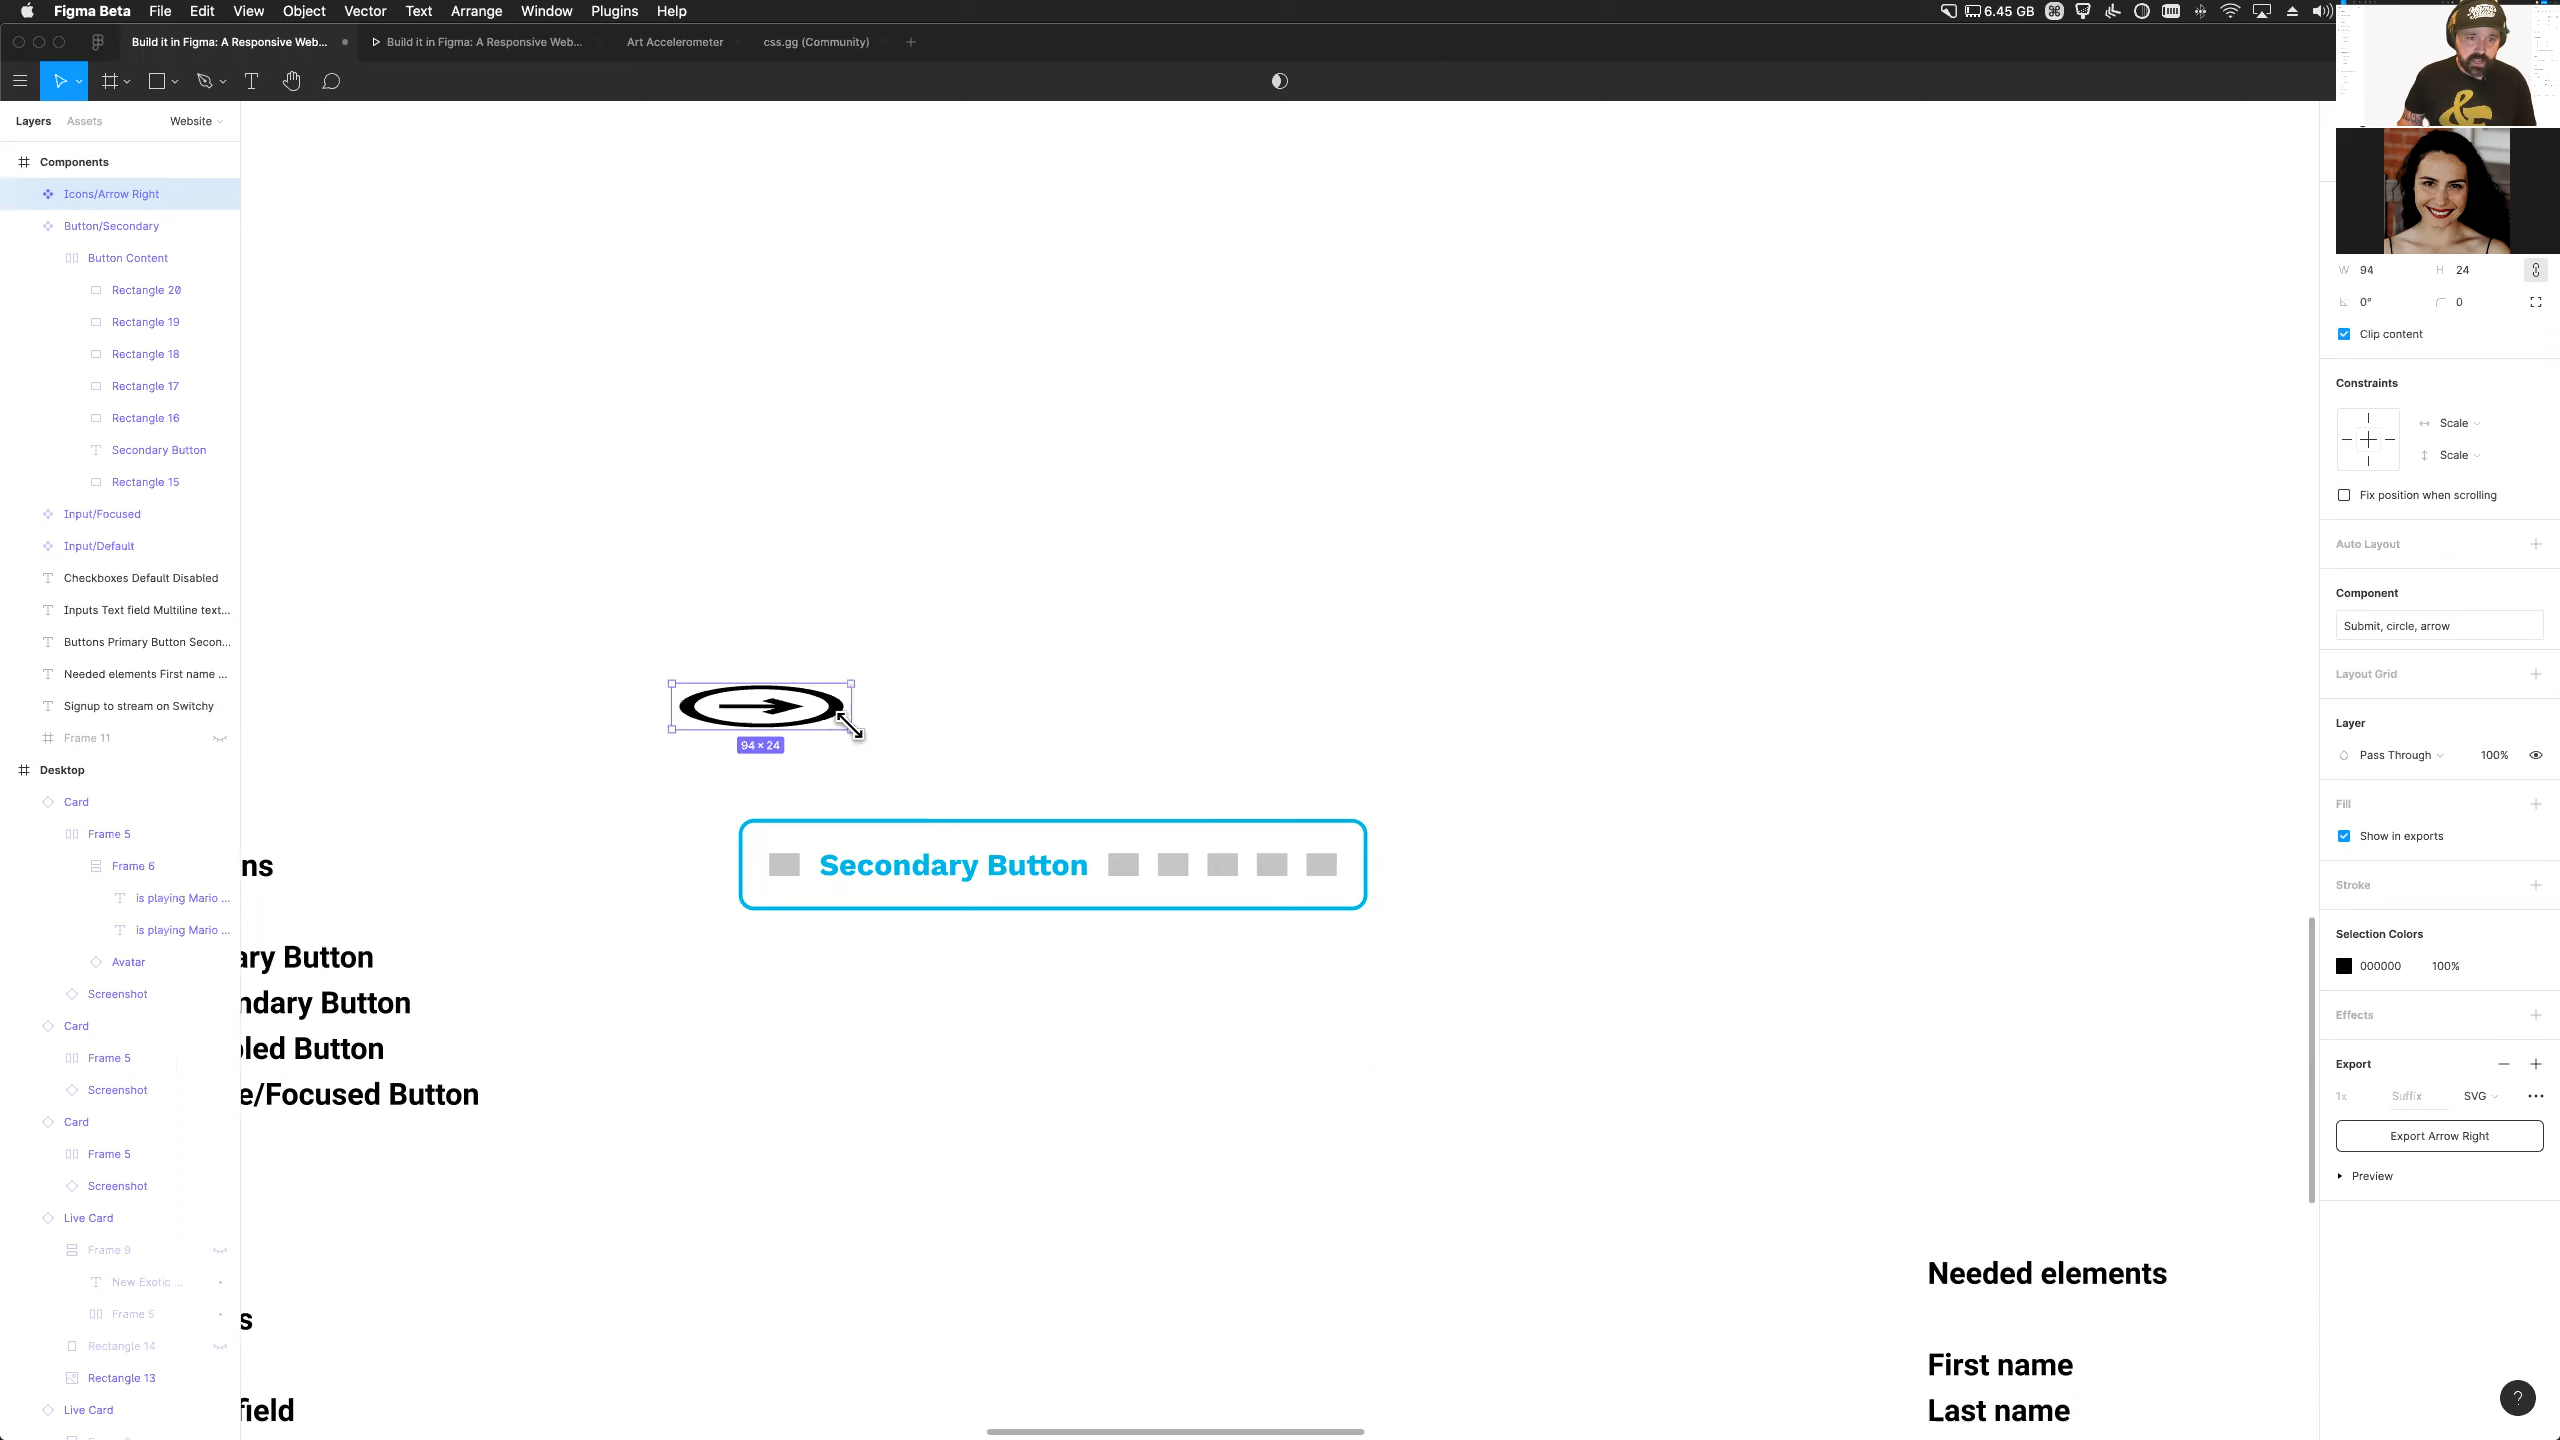 Figma Beta File Edit View Object Vector Text Arrange Window Plugins Help 6.45 GB
Build it in Figma: A Responsive Web... Build it in Figma: A Responsive Web... Art Accelerometer css.gg (Community)
Layers Assets Website
Components
Icons/Arrow Right
Button/Secondary
Button Content
Rectangle 20
Rectangle 19
Rectangle 18
Rectangle 17
Rectangle 16
Secondary Button
Rectangle 15
Input/Focused
Input/Default
Checkboxes Default Disabled
Inputs Text field Multiline text...
Buttons Primary Button Secon...
Needed elements First name ...
Signup to stream on Switchy
Frame 11
Desktop
Card
Frame 5
Frame 6
is playing Mario ...
is playing Mario ...
Avatar
Screenshot
Card
Frame 5
Screenshot
Card
Frame 5
Screenshot
Live Card
Frame 9
New Exotic ...
Frame 5
Rectangle 14
Rectangle 13
Live Card
94 × 24
Secondary Button
ns
ary Button
ndary Button
bled Button
e/Focused Button
s
field
Needed elements
First name
Last name
W 94 H 24
0° 0
Clip content
Constraints
Scale
Scale
Fix position when scrolling
Auto Layout
Component
Submit, circle, arrow
Layout Grid
Layer
Pass Through 100%
Fill
Show in exports
Stroke
Selection Colors
000000 100%
Effects
Export
1x Suffix SVG
Export Arrow Right
Preview
?